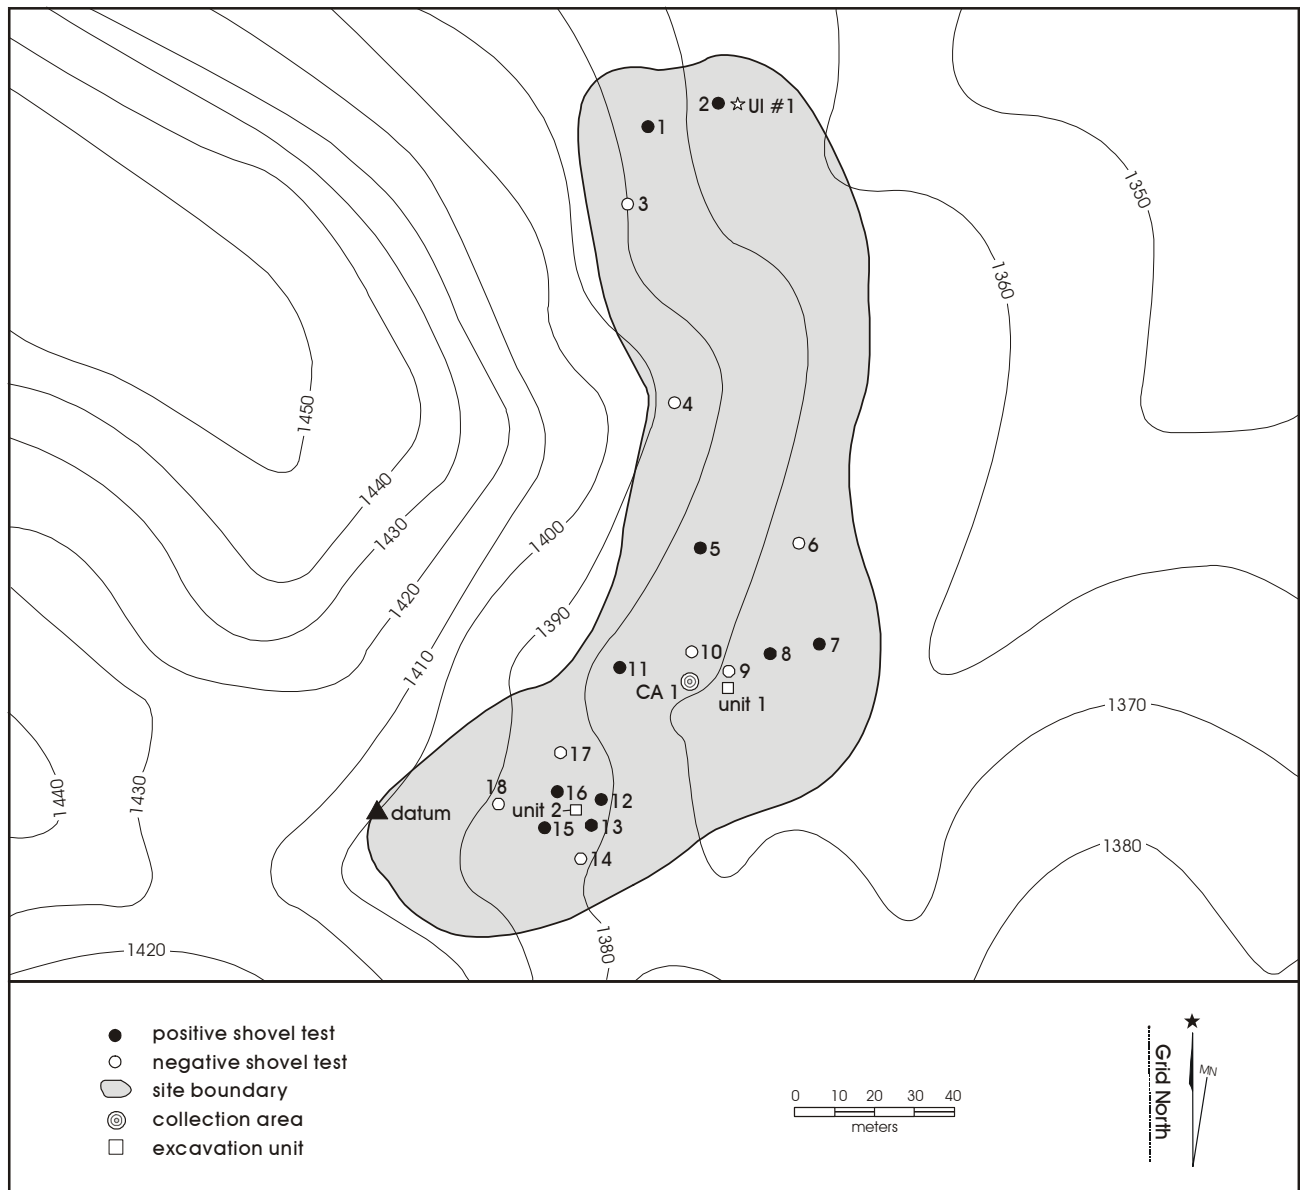 2 UI #1
1
1350
3
1360
4
1450
1440
1430
1400
5
6
1420
1390
7
8
10
11
9
1410
CA 1
unit 1
1370
17
18
16
12
1440
1430
datum
unit 2
15
13
1380
14
1420
1380
positive shovel test
negative shovel test
site boundary
collection area
excavation unit
0 10 20 30 40
meters
Grid North
MN